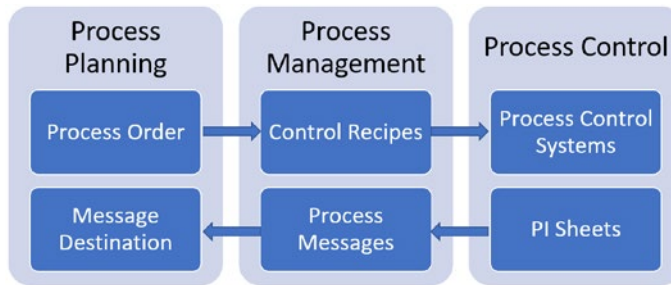 Process
Planning
Process
Management
Process Control
Process Order
Control Recipes
Process Control
Systems
Message
Destination
Process
Messages
PI Sheets